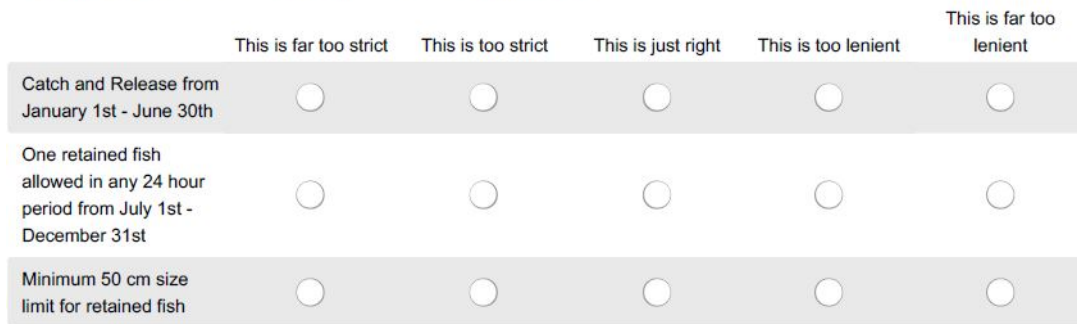 This is far too strict This is too strict This is just right This is too lenient This is far too
lenient
Catch and Release from
January 1st - June 30th
One retained fish
allowed in any 24 hour
period from July 1st -
December 31st
Minimum 50 cm size
limit for retained fish